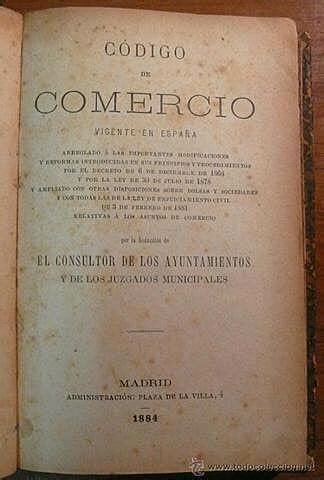 CÓDIGO
DE
COMERCIO
VIGENTE EN ESPAÑA
ARREGLADO Á LAS IMPORTANTES MODIFICACIONES
Y REFORMAS INTRODUCIDAS EN SUS PRINCIPIOS Y PROCEDIMIENTOS
POR EL DECRETO DE 6 DE DICIEMBRE DE 1868
Y POR LA LEY DE 30 DE JULIO DE 1878
Y AMPLIADO CON OTRAS DISPOSICIONES SOBRE BOLSAS Y SOCIEDADES
Y CON TODAS LAS DE LA LEY DE ENJUICIAMIENTO CIVIL
DE 3 DE FEBRERO DE 1881
RELATIVAS Á LOS ASUNTOS DE COMERCIO
por la Redacción de
EL CONSULTOR DE LOS AYUNTAMIENTOS
Y DE LOS JUZGADOS MUNICIPALES
MADRID
ADMINISTRACIÓN: PLAZA DE LA VILLA, 4
1884
www.todocoleccion.net